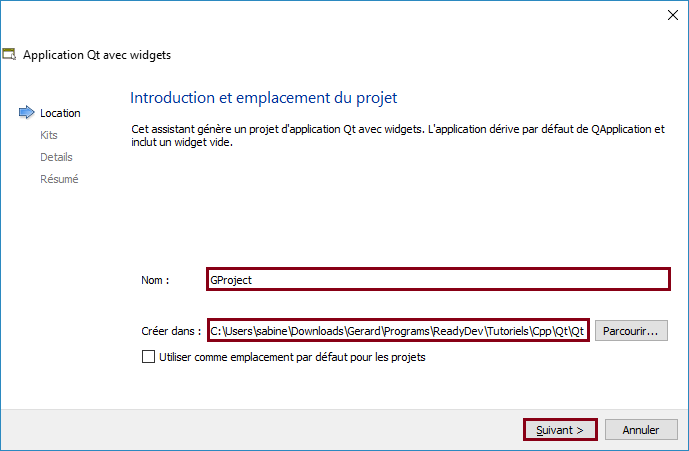 Application Qt avec widgets
Introduction et emplacement du projet
Location
Kits
Details
Résumé
Cet assistant génère un projet d'application Qt avec widgets. L'application dérive par défaut de QApplication et
inclut un widget vide.
Nom :
GProject
Créer dans :
C:\Users\sabine\Downloads\Gerard\Programs\ReadyDev\Tutoriels\Cpp\Qt\Qt
Parcourir...
Utiliser comme emplacement par défaut pour les projets
Suivant >
Annuler